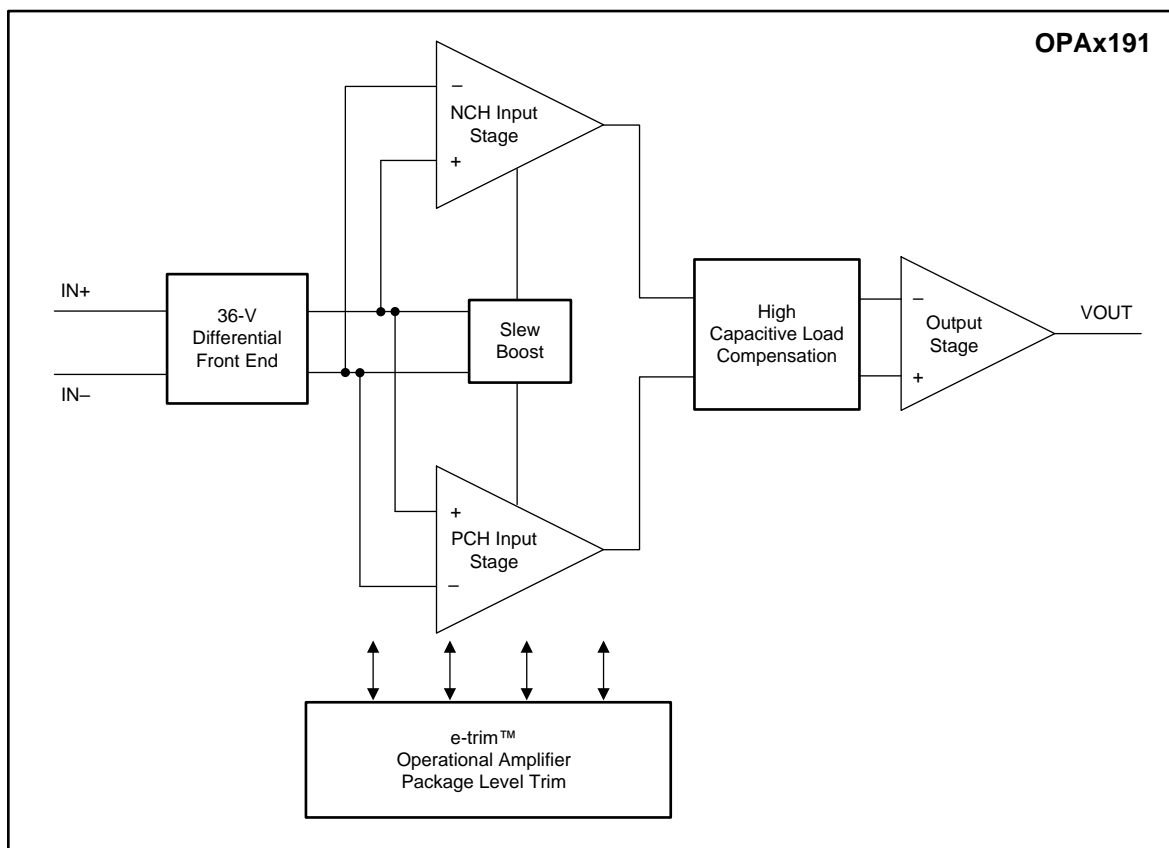 OPAx191
−
NCH Input
Stage
+
IN+
36-V
Differential
Front End
IN–
Slew
Boost
High
Capacitive Load
Compensation
−
Output
Stage
+
VOUT
+
PCH Input
Stage
−
e-trim™
Operational Amplifier
Package Level Trim